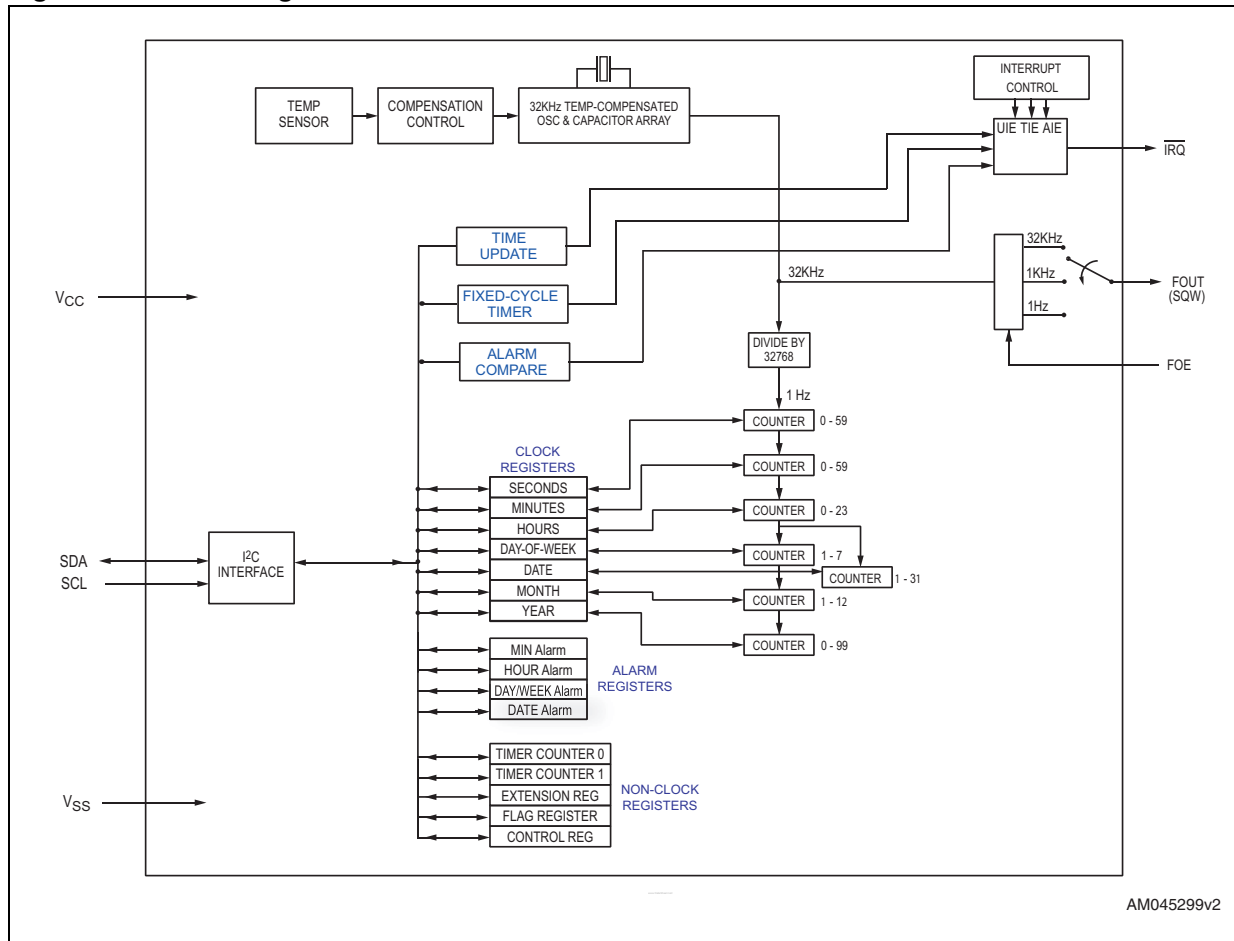 INTERRUPT
CONTROL
TEMP
SENSOR
COMPENSATION
CONTROL
32KHz TEMP-COMPENSATED
OSC & CAPACITOR ARRAY
UIE TIE AIE
IRQ
TIME
UPDATE
32KHz
32KHz
1KHz
1Hz
FOUT
(SQW)
VCC
FIXED-CYCLE
TIMER
DIVIDE BY
32768
ALARM
COMPARE
FOE
1 Hz
COUNTER 0 - 59
CLOCK
REGISTERS
SECONDS
MINUTES
HOURS
DAY-OF-WEEK
DATE
MONTH
YEAR
COUNTER 0 - 59
COUNTER 0 - 23
COUNTER 1 - 7
COUNTER 1 - 31
COUNTER 1 - 12
COUNTER 0 - 99
SDA
SCL
I2C
INTERFACE
MIN Alarm
HOUR Alarm
DAY/WEEK Alarm
DATE Alarm
ALARM
REGISTERS
TIMER COUNTER 0
TIMER COUNTER 1
EXTENSION REG
FLAG REGISTER
CONTROL REG
NON-CLOCK
REGISTERS
VSS
AM045299v2